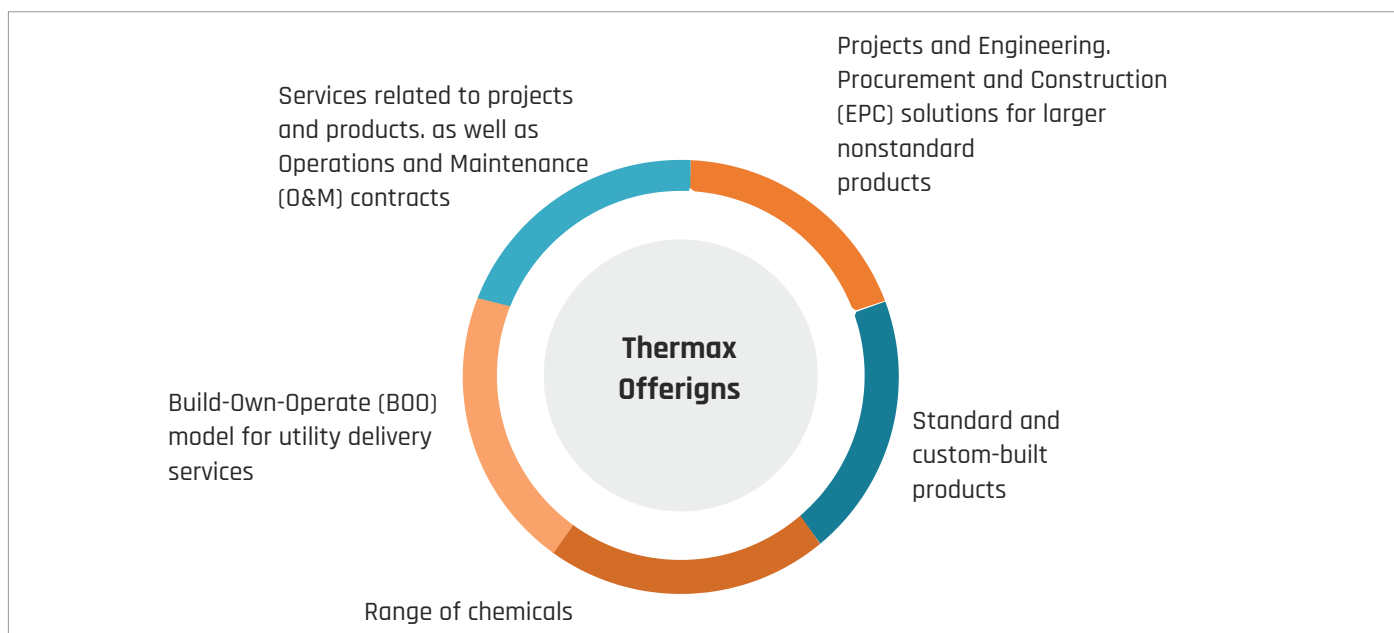 Projects and Engineering.
Procurement and Construction
(EPC) solutions for larger
nonstandard
products
Services related to projects
and products. as well as
Operations and Maintenance
(O&M) contracts
Thermax
Offerigns
Build-Own-Operate (BOO)
model for utility delivery
services
Standard and
custom-built
products
Range of chemicals